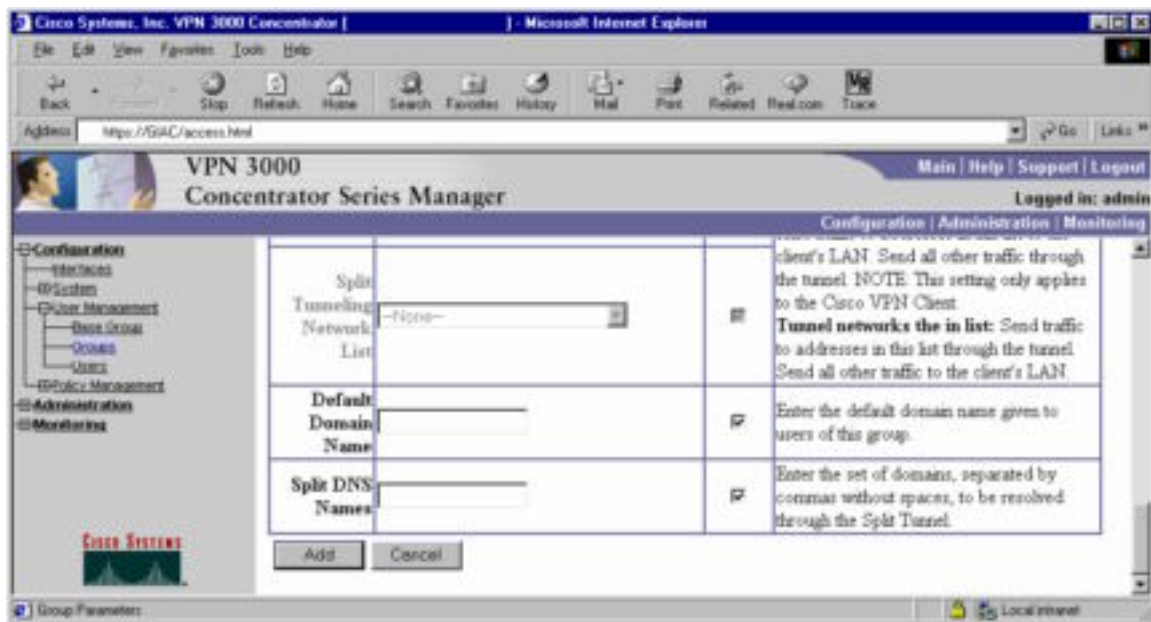 Cisco Systems, Inc. VPN 3000 Concentrator [ ] - Microsoft Internet Explorer
File Edit View Favorites Tools Help
Back Forward Stop Refresh Home Search Favorites History Mail Print Related Real.com Trace
Address https://GIAC/access.html Go Links »
VPN 3000
Concentrator Series Manager
Main | Help | Support | Logout
Logged in: admin
Configuration | Administration | Monitoring
Configuration
Interfaces
System
User Management
Base Group
Groups
Users
Policy Management
Administration
Monitoring
Split
Tunneling
Network
List
--None--
client's LAN. Send all other traffic through
the tunnel. NOTE: This setting only applies
to the Cisco VPN Client.
Tunnel networks the in list: Send traffic
to addresses in this list through the tunnel.
Send all other traffic to the client's LAN.
Default
Domain
Name
Enter the default domain name given to
users of this group.
Split DNS
Names
Enter the set of domains, separated by
commas without spaces, to be resolved
through the Split Tunnel.
Add Cancel
CISCO SYSTEMS
Group Parameters
Local intranet